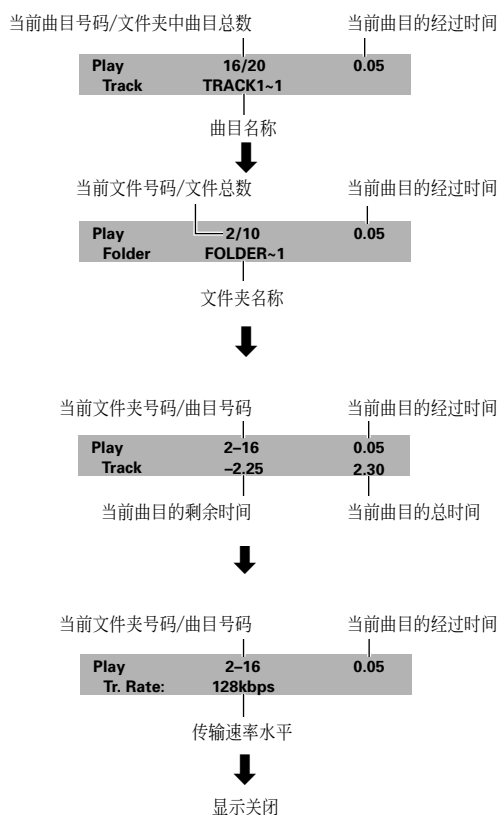 当前曲目号码/文件夹中曲目总数 当前曲目的经过时间
Play 16/20 0.05
Track TRACK1~1
曲目名称
当前文件号码/文件总数 当前曲目的经过时间
Play 2/10 0.05
Folder FOLDER~1
文件夹名称
当前文件夹号码/曲目号码 当前曲目的经过时间
Play 2–16 0.05
Track –2.25 2.30
当前曲目的剩余时间 当前曲目的总时间
当前文件夹号码/曲目号码 当前曲目的经过时间
Play 2–16 0.05
Tr. Rate: 128kbps
传输速率水平
显示关闭